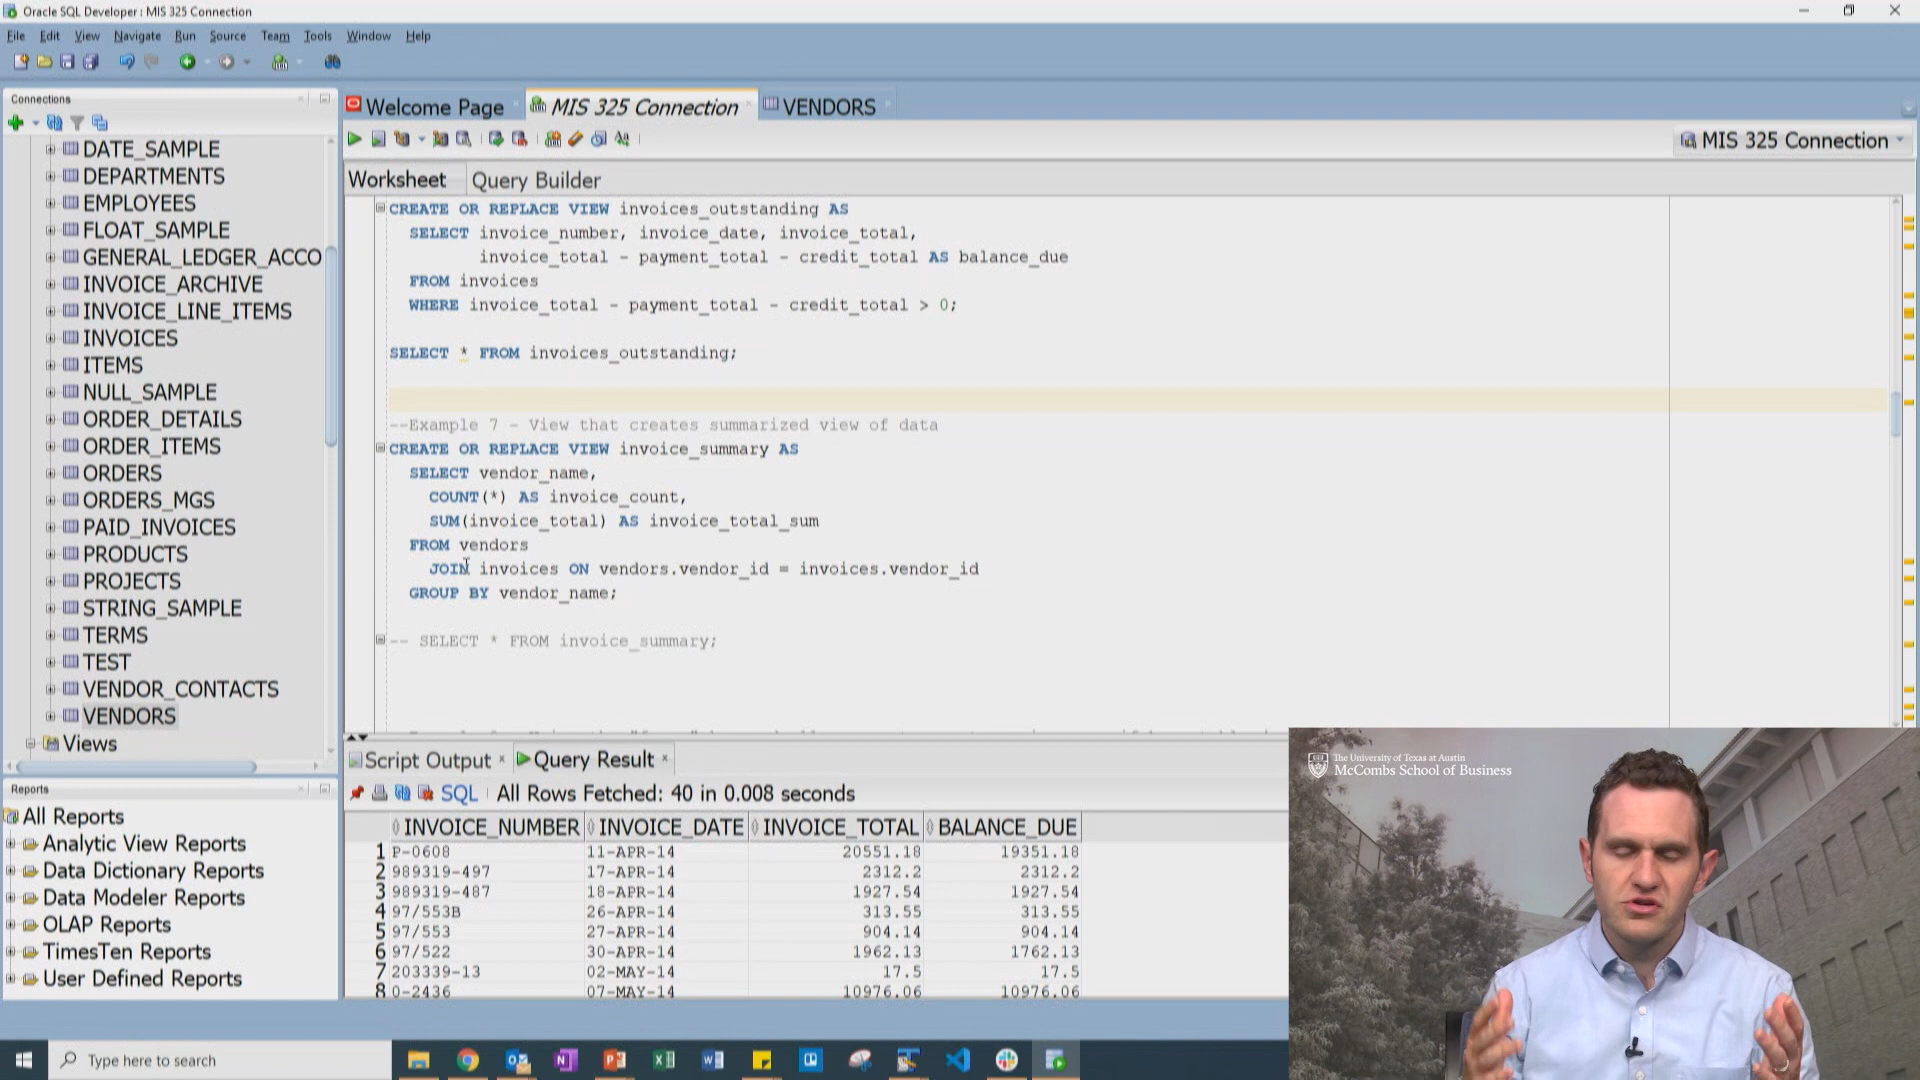 Oracle SQL Developer : MIS 325 Connection
File Edit View Navigate Run Source Team Tools Window Help
Connections
DATE_SAMPLE
DEPARTMENTS
EMPLOYEES
FLOAT_SAMPLE
GENERAL_LEDGER_ACCO
INVOICE_ARCHIVE
INVOICE_LINE_ITEMS
INVOICES
ITEMS
NULL_SAMPLE
ORDER_DETAILS
ORDER_ITEMS
ORDERS
ORDERS_MGS
PAID_INVOICES
PRODUCTS
PROJECTS
STRING_SAMPLE
TERMS
TEST
VENDOR_CONTACTS
VENDORS
Views
Reports
All Reports
Analytic View Reports
Data Dictionary Reports
Data Modeler Reports
OLAP Reports
TimesTen Reports
User Defined Reports
Welcome Page MIS 325 Connection VENDORS
MIS 325 Connection
Worksheet Query Builder
CREATE OR REPLACE VIEW invoices_outstanding AS
SELECT invoice_number, invoice_date, invoice_total,
invoice_total - payment_total - credit_total AS balance_due
FROM invoices
WHERE invoice_total - payment_total - credit_total > 0;
SELECT * FROM invoices_outstanding;
--Example 7 - View that creates summarized view of data
CREATE OR REPLACE VIEW invoice_summary AS
SELECT vendor_name,
COUNT(*) AS invoice_count,
SUM(invoice_total) AS invoice_total_sum
FROM vendors
JOIN invoices ON vendors.vendor_id = invoices.vendor_id
GROUP BY vendor_name;
-- SELECT * FROM invoice_summary;
Script Output Query Result
SQL All Rows Fetched: 40 in 0.008 seconds
INVOICE_NUMBER INVOICE_DATE INVOICE_TOTAL BALANCE_DUE
1 P-0608 11-APR-14 20551.18 19351.18
2 989319-497 17-APR-14 2312.2 2312.2
3 989319-487 18-APR-14 1927.54 1927.54
4 97/553B 26-APR-14 313.55 313.55
5 97/553 27-APR-14 904.14 904.14
6 97/522 30-APR-14 1962.13 1762.13
7 203339-13 02-MAY-14 17.5 17.5
8 0-2436 07-MAY-14 10976.06 10976.06
The University of Texas at Austin
McCombs School of Business
Type here to search